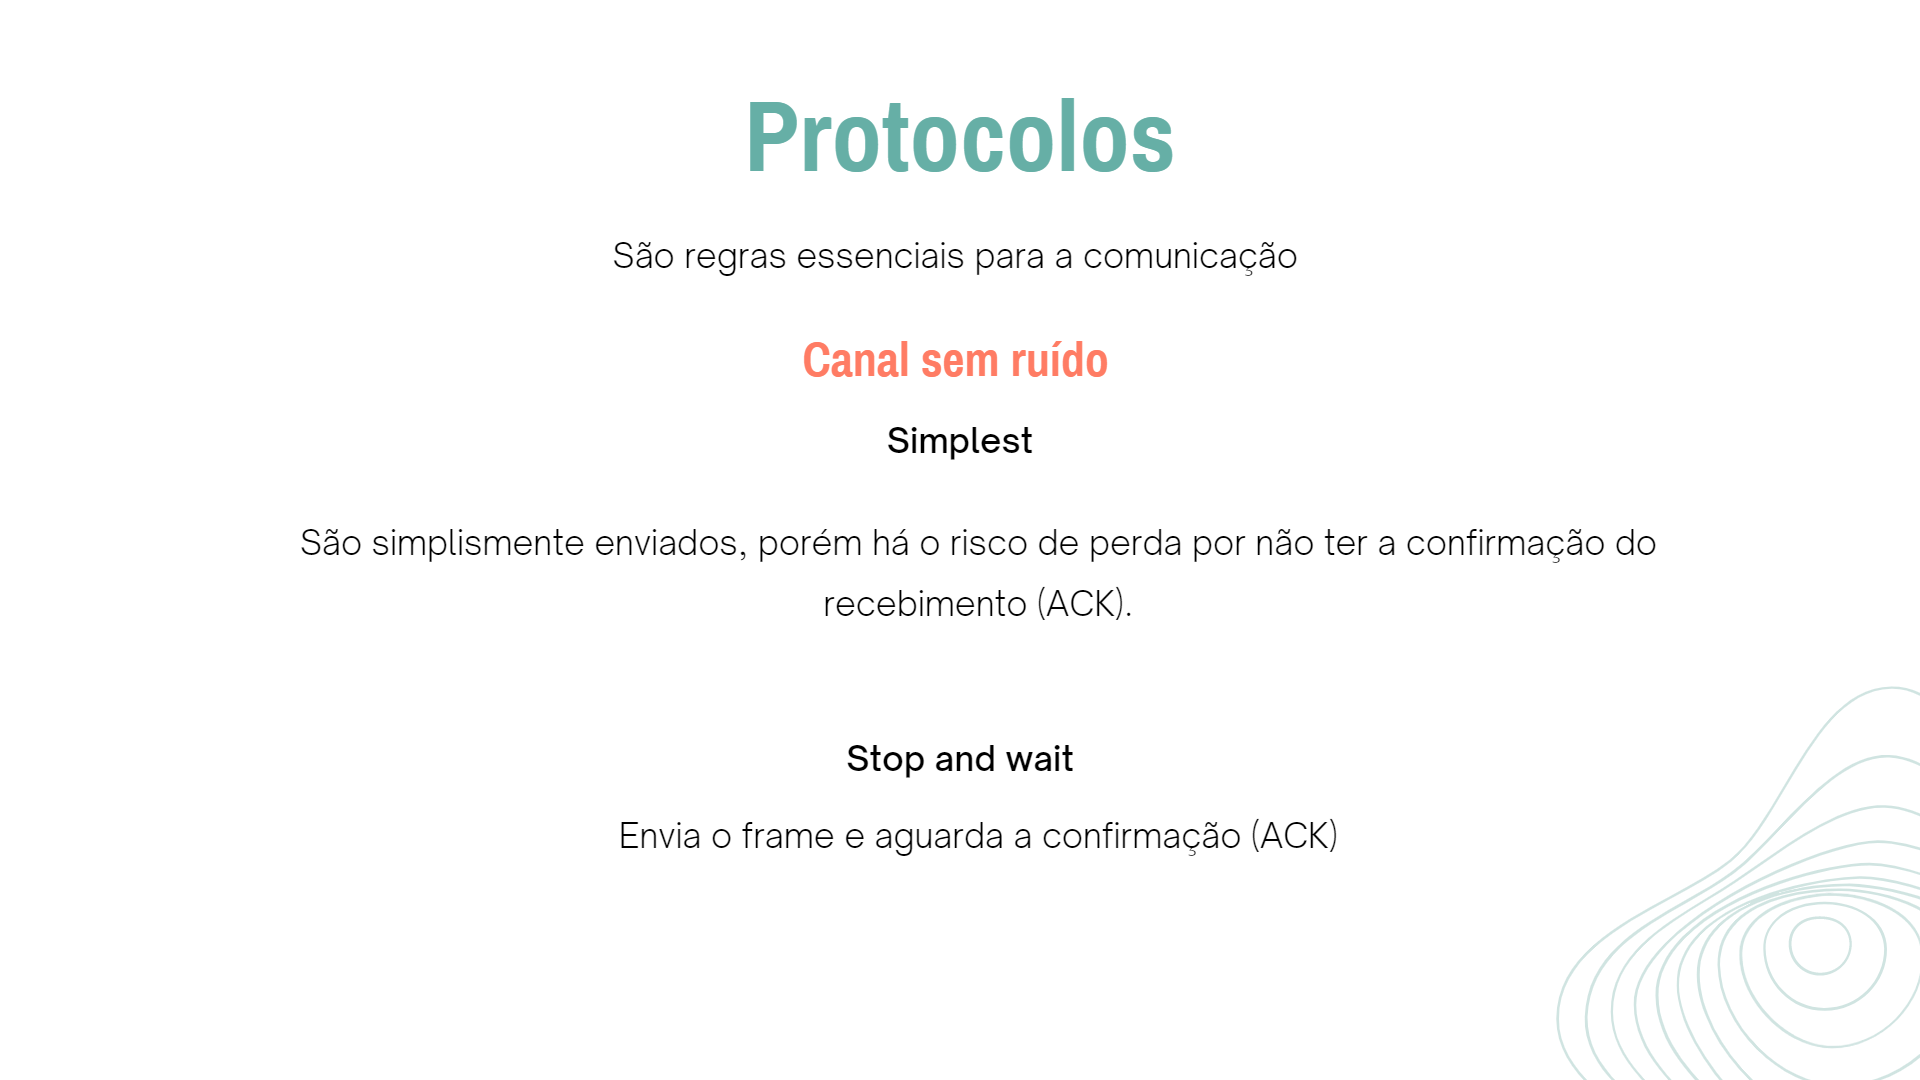 Protocolos
São regras essenciais para a comunicação
Canal sem ruído
Simplest
São simplismente enviados, porém há o risco de perda por não ter a confirmação do
recebimento (ACK).
Stop and wait
Envia o frame e aguarda a confirmação (ACK)